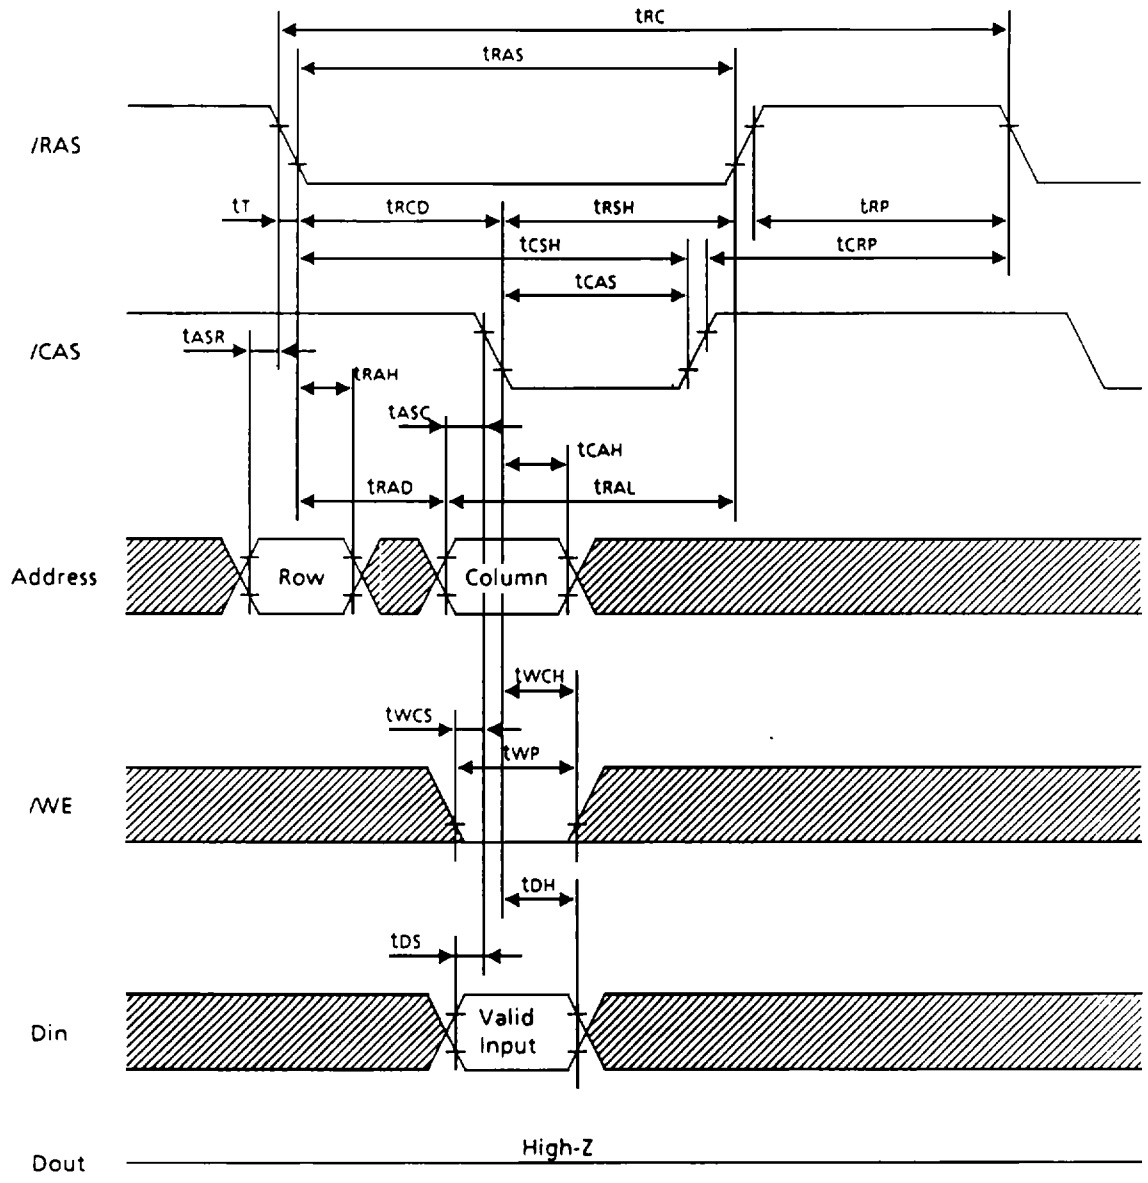 tRC
tRAS
/RAS
tT
tRCD
tRSH
tRP
tCSH
tCRP
tCAS
/CAS
tASR
tRAH
tASC
tCAH
tRAD
tRAL
Address
Row
Column
tWCH
tWCS
tWP
/WE
tDH
tDS
Din
Valid
Input
High-Z
Dout